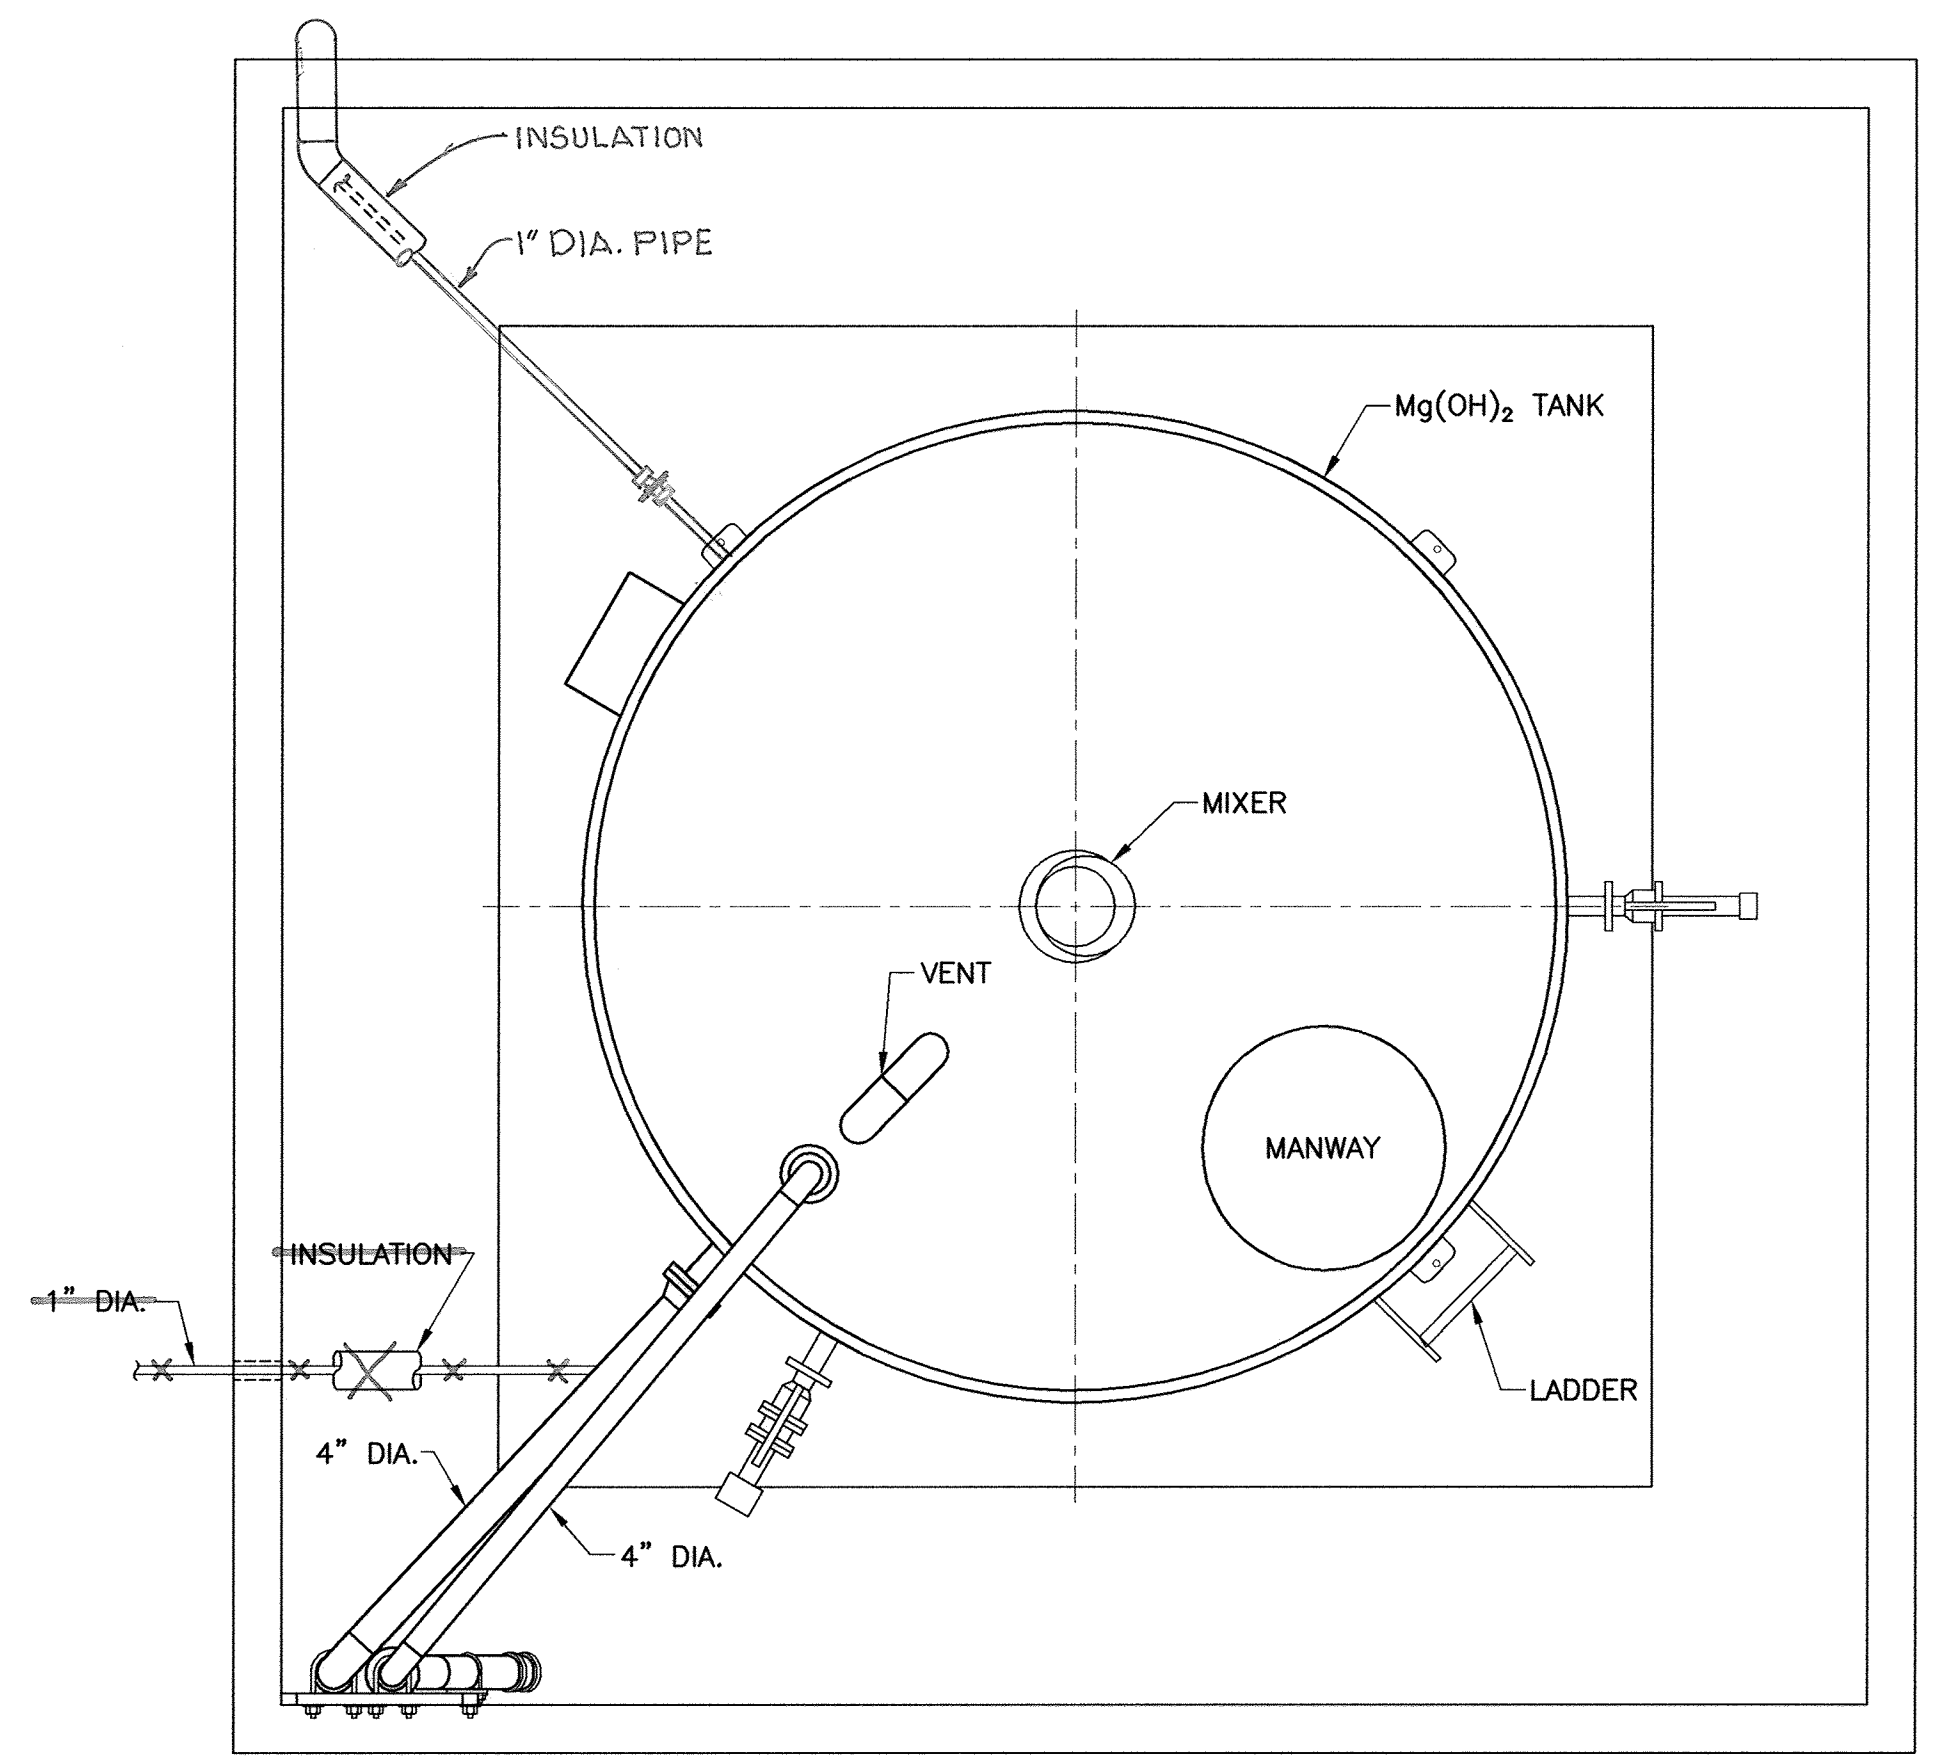 INSULATION
1" DIA. PIPE
Mg(OH)₂ TANK
MIXER
VENT
MANWAY
INSULATION
1" DIA.
LADDER
4" DIA.
4" DIA.